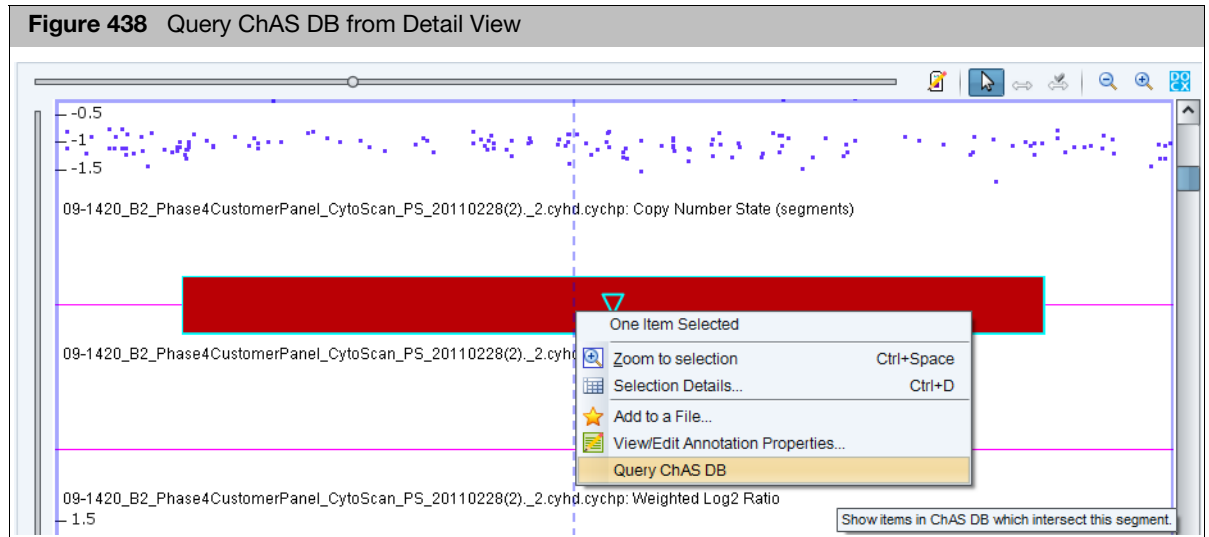 Figure 438 Query ChAS DB from Detail View
DO
CX
-0.5
-1
-1.5
09-1420_B2_Phase4CustomerPanel_CytoScan_PS_20110228(2)._2.cyhd.cychp: Copy Number State (segments)
One Item Selected
09-1420_B2_Phase4CustomerPanel_CytoScan_PS_20110228(2)._2.cyh
Zoom to selection Ctrl+Space
Selection Details... Ctrl+D
Add to a File...
View/Edit Annotation Properties...
Query ChAS DB
09-1420_B2_Phase4CustomerPanel_CytoScan_PS_20110228(2)._2.cyhd.cychp: Weighted Log2 Ratio
1.5
Show items in ChAS DB which intersect this segment.